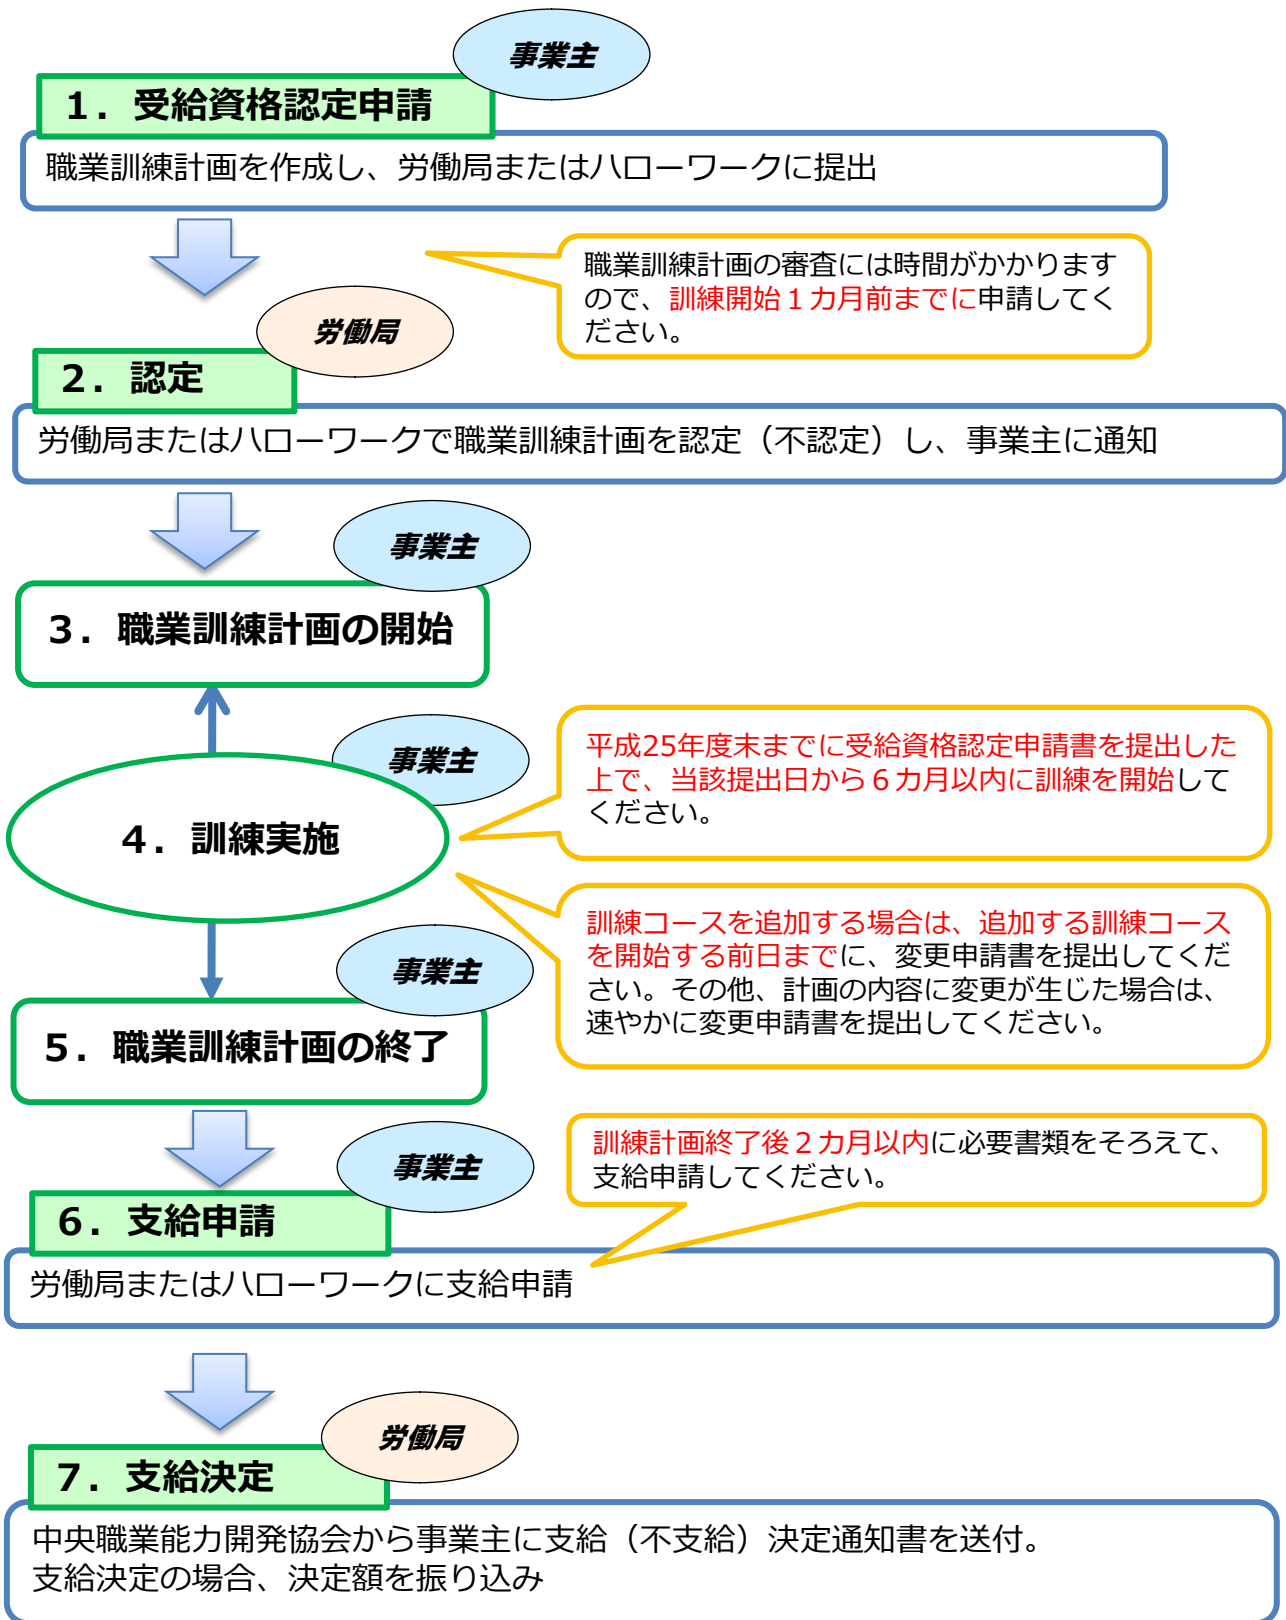 事業主
１．受給資格認定申請
職業訓練計画を作成し、労働局またはハローワークに提出
職業訓練計画の審査には時間がかかります
ので、訓練開始１カ月前までに申請してく
ださい。
労働局
２．認定
労働局またはハローワークで職業訓練計画を認定（不認定）し、事業主に通知
事業主
３．職業訓練計画の開始
事業主
４．訓練実施
平成25年度末までに受給資格認定申請書を提出した
上で、当該提出日から６カ月以内に訓練を開始して
ください。
訓練コースを追加する場合は、追加する訓練コース
を開始する前日までに、変更申請書を提出してくだ
さい。その他、計画の内容に変更が生じた場合は、
速やかに変更申請書を提出してください。
事業主
５．職業訓練計画の終了
訓練計画終了後２カ月以内に必要書類をそろえて、
支給申請してください。
事業主
６．支給申請
労働局またはハローワークに支給申請
労働局
７．支給決定
中央職業能力開発協会から事業主に支給（不支給）決定通知書を送付。
支給決定の場合、決定額を振り込み